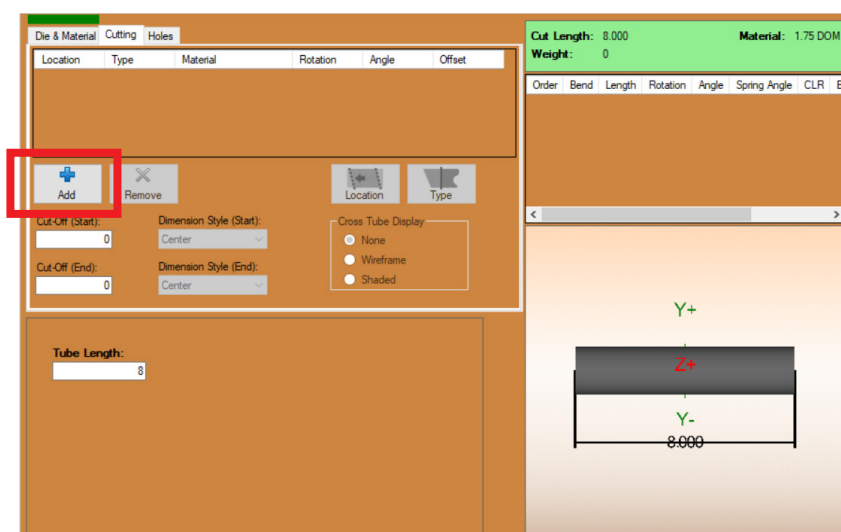 Die & Material Cutting Holes
Location Type Material Rotation Angle Offset
Add Remove Location Type
Cut-Off (Start): Dimension Style (Start):
0 Center
Cut-Off (End): Dimension Style (End):
0 Center
Cross Tube Display
None
Wireframe
Shaded
Tube Length:
8
Cut Length: 8.000 Material: 1.75 DOM
Weight: 0
Order Bend Length Rotation Angle Spring Angle CLR
Y+
Z+
Y-
8.000